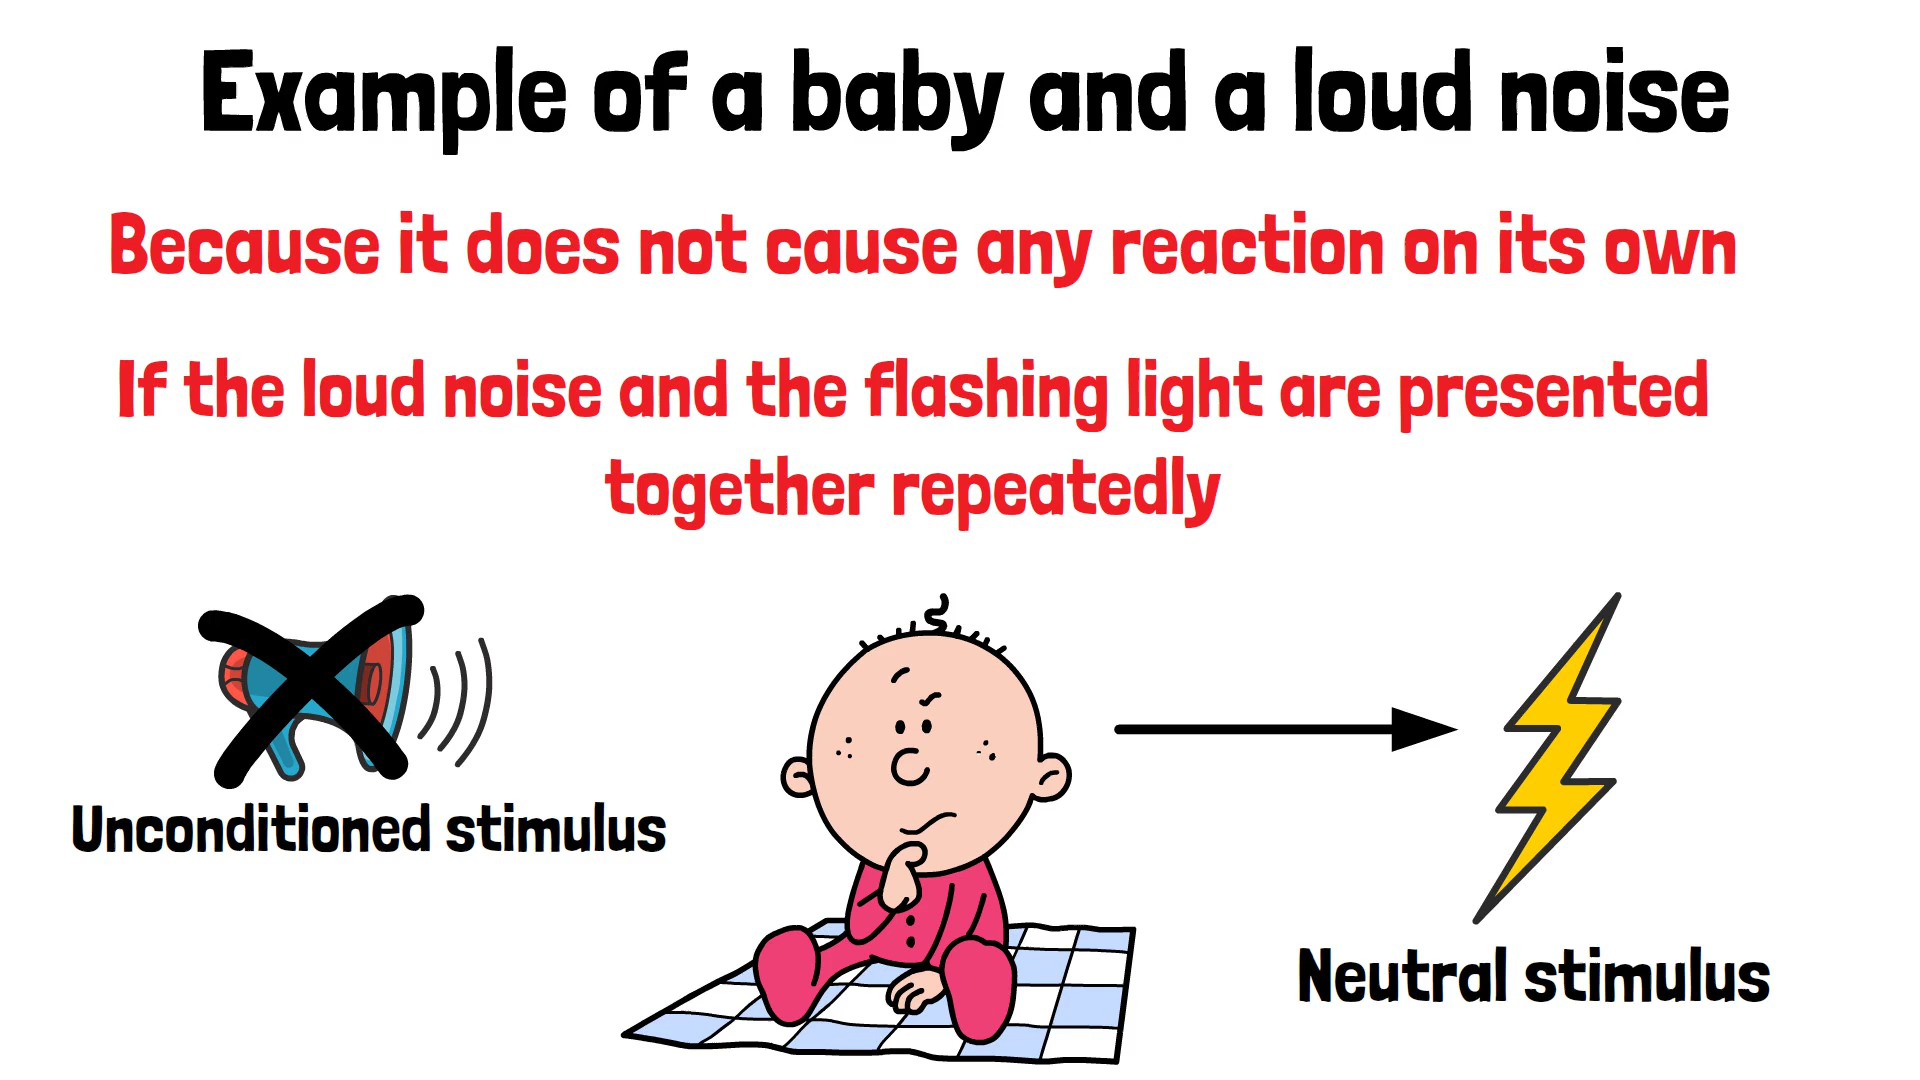 Example of a baby and a loud noise
Because it does not cause any reaction on its own
If the loud noise and the flashing light are presented
together repeatedly
Unconditioned stimulus
Neutral stimulus